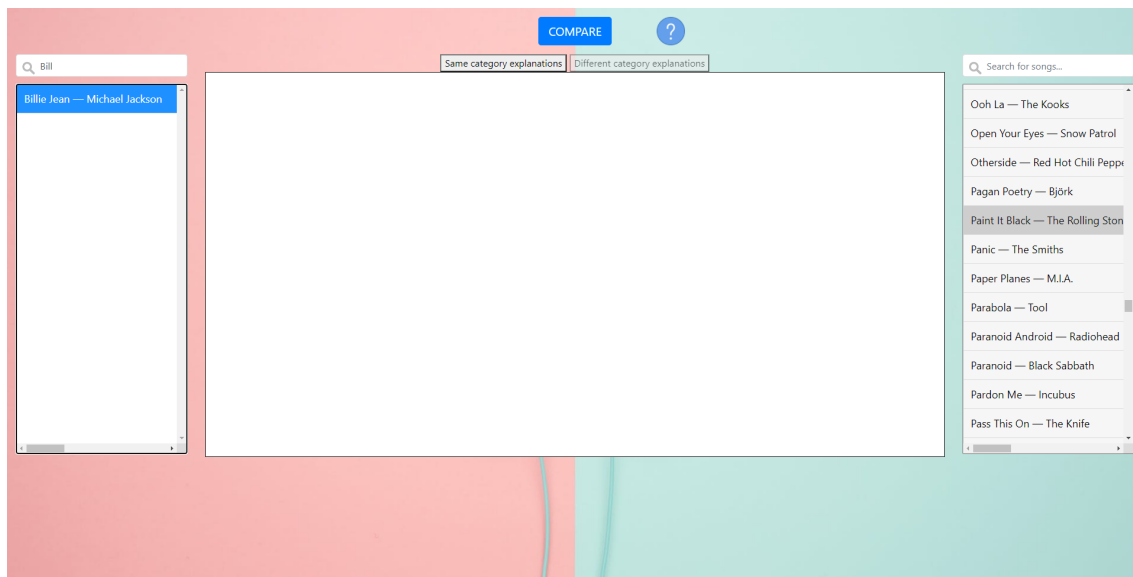 COMPARE
?
Bill
Same category explanations
Different category explanations
Search for songs...
Billie Jean — Michael Jackson
Ooh La — The Kooks
Open Your Eyes — Snow Patrol
Otherside — Red Hot Chili Peppe
Pagan Poetry — Björk
Paint It Black — The Rolling Ston
Panic — The Smiths
Paper Planes — M.I.A.
Parabola — Tool
Paranoid Android — Radiohead
Paranoid — Black Sabbath
Pardon Me — Incubus
Pass This On — The Knife